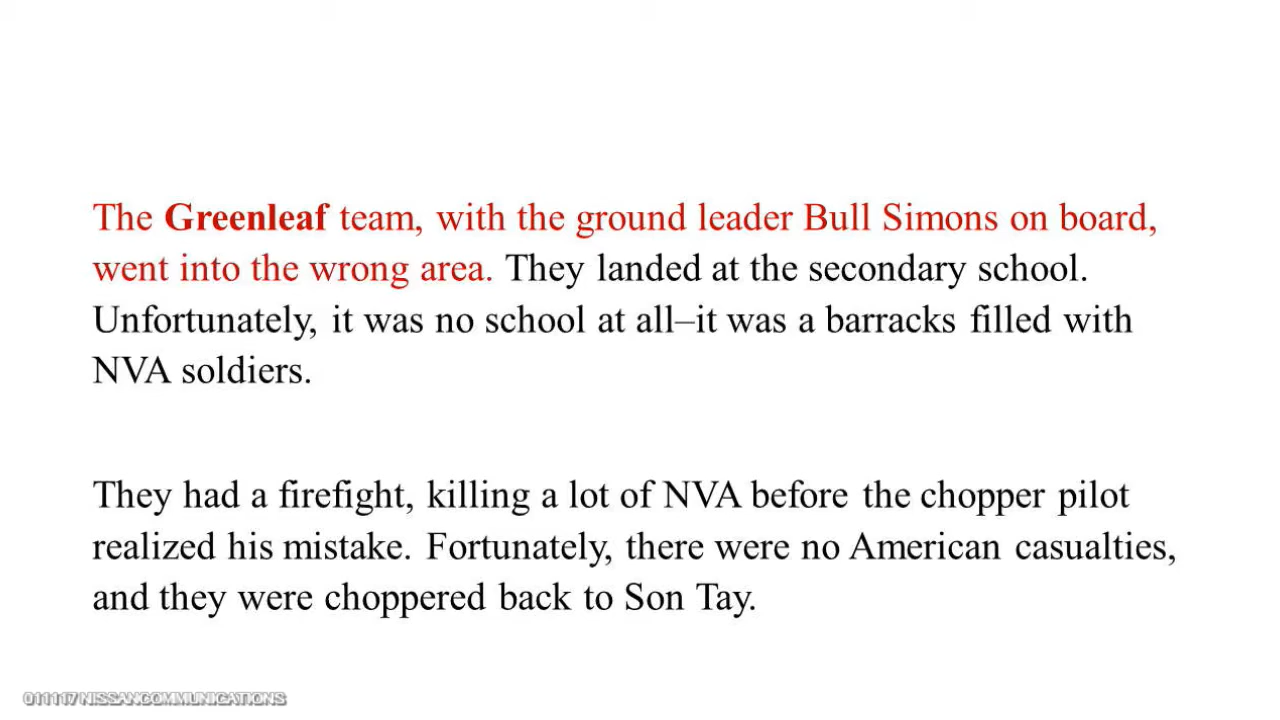 The Greenleaf team, with the ground leader Bull Simons on board,
went into the wrong area. They landed at the secondary school.
Unfortunately, it was no school at all–it was a barracks filled with
NVA soldiers.
They had a firefight, killing a lot of NVA before the chopper pilot
realized his mistake. Fortunately, there were no American casualties,
and they were choppered back to Son Tay.
011117 NISSANCOMMUNICATIONS